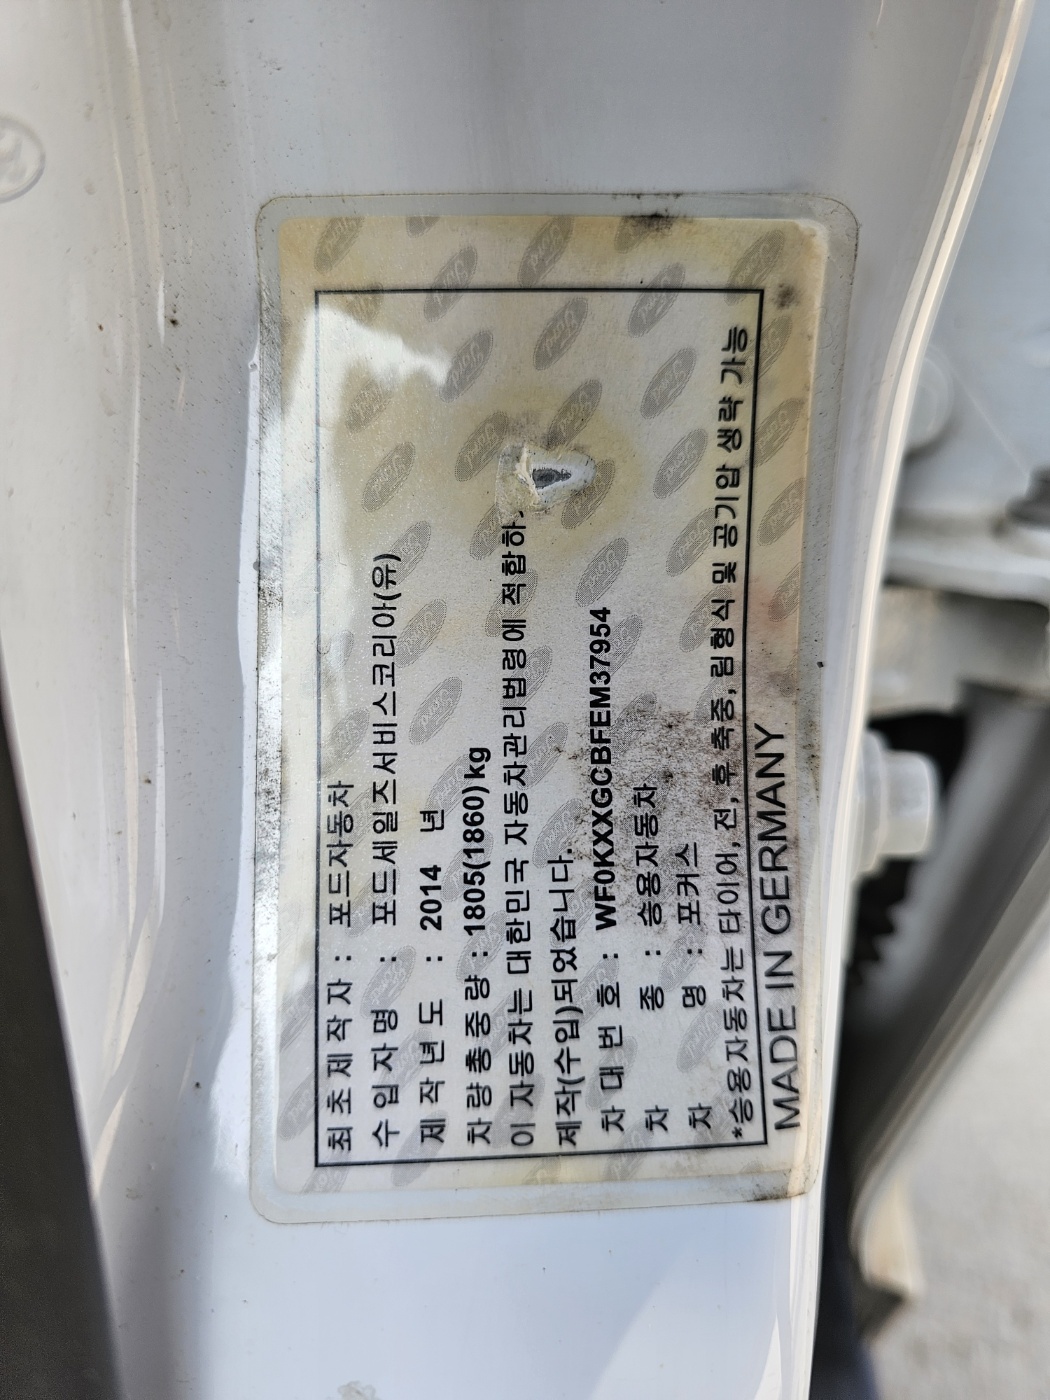 최 초 제 작 자 : 포드자동차
수 입 자 명 : 포드세일즈서비스코리아(유)
제 작 년 도 : 2014 년
차 량 총 중 량 : 1805(1860)kg
이 자동차는 대한민국 자동차관리법령에 적합하
제작(수입)되었습니다.
차 대 번 호 : WF0KXXGCBFEM37954
차 종 : 승용자동차
차 명 : 포커스
*승용자동차는 타이어, 전, 후 축중, 림형식 및 공기압 생략 가능
MADE IN GERMANY